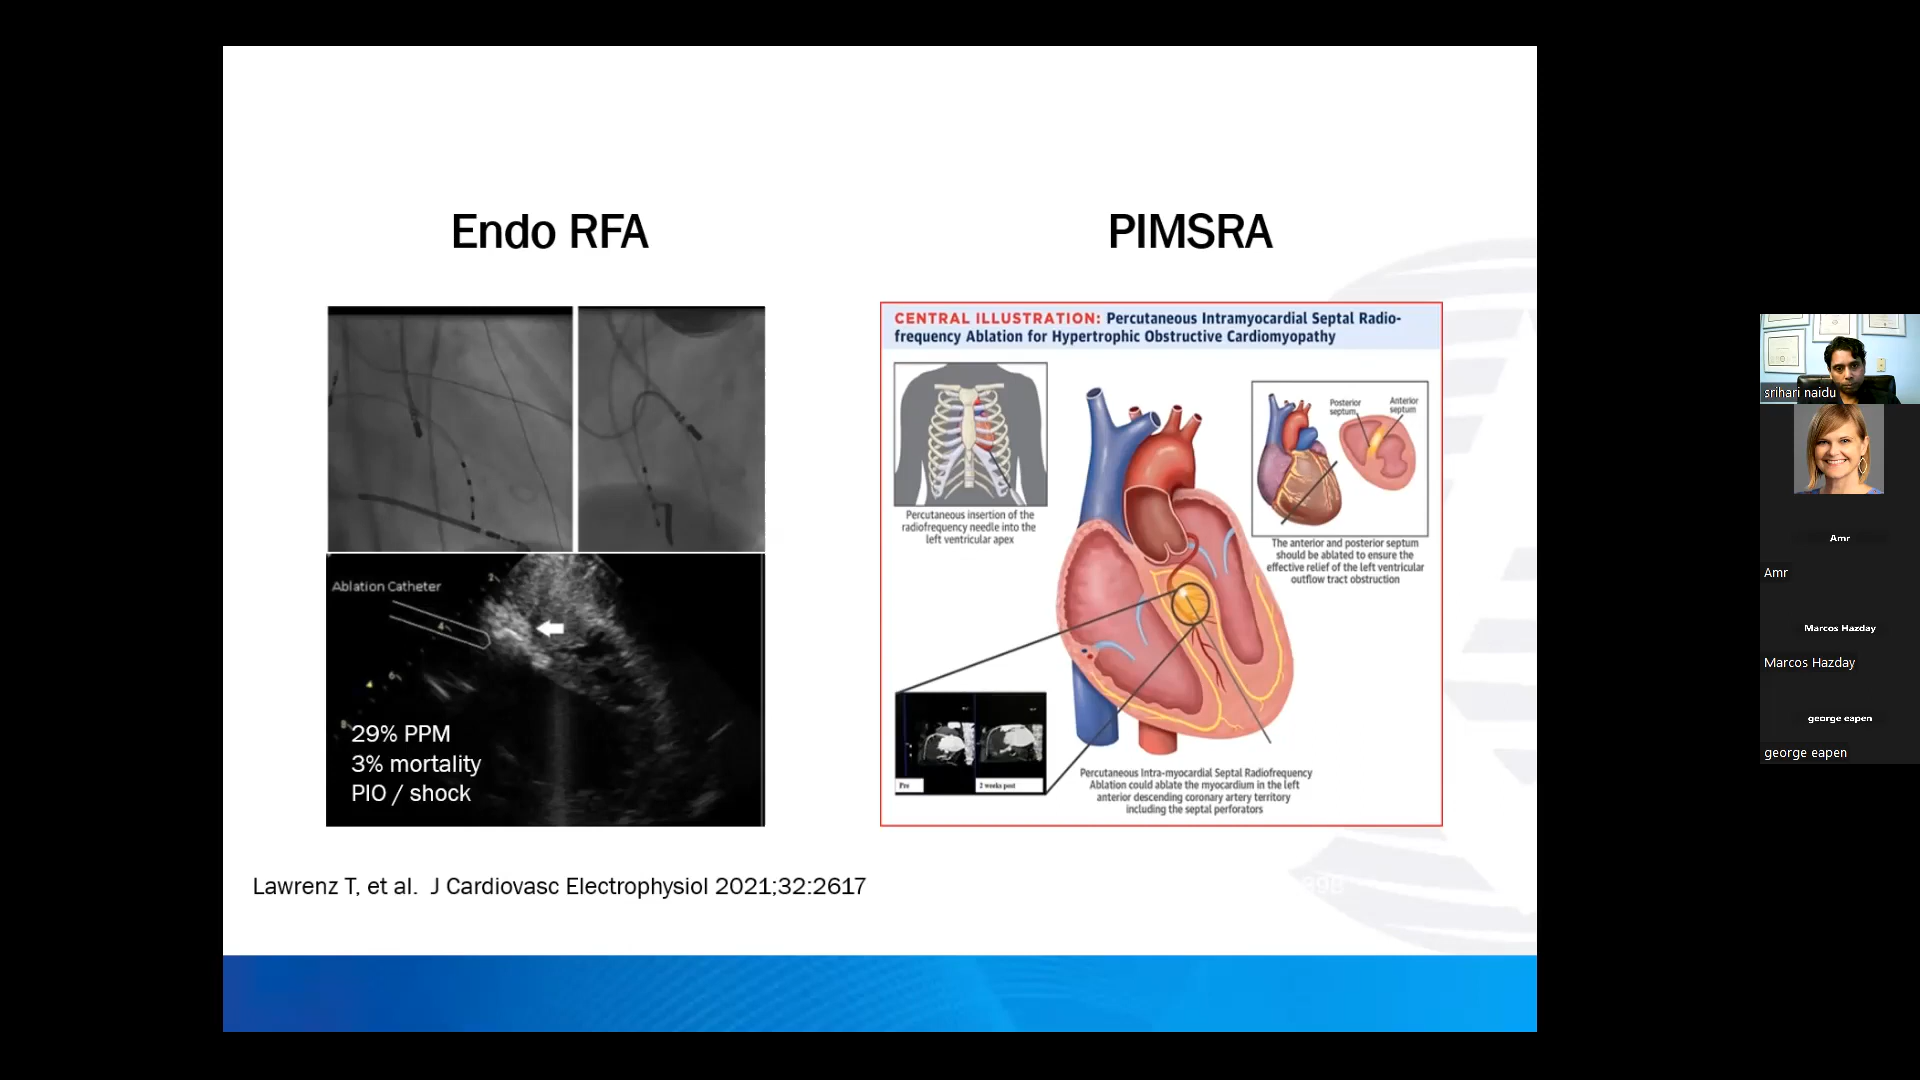 Endo RFA
PIMSRA
Ablation Catheter
2
4
6
8
29% PPM
3% mortality
PIO / shock
CENTRAL ILLUSTRATION: Percutaneous Intramyocardial Septal Radio-
frequency Ablation for Hypertrophic Obstructive Cardiomyopathy
Percutaneous insertion of the
radiofrequency needle into the
left ventricular apex
Posterior
septum
Anterior
septum
The anterior and posterior septum
should be ablated to ensure the
effective relief of the left ventricular
outflow tract obstruction
Pre
2 weeks post
Percutaneous Intra-myocardial Septal Radiofrequency
Ablation could ablate the myocardium in the left
anterior descending coronary artery territory
including the septal perforators
Lawrenz T, et al. J Cardiovasc Electrophysiol 2021;32:2617
srihari naidu
Amr
Amr
Marcos Hazday
Marcos Hazday
george eapen
george eapen